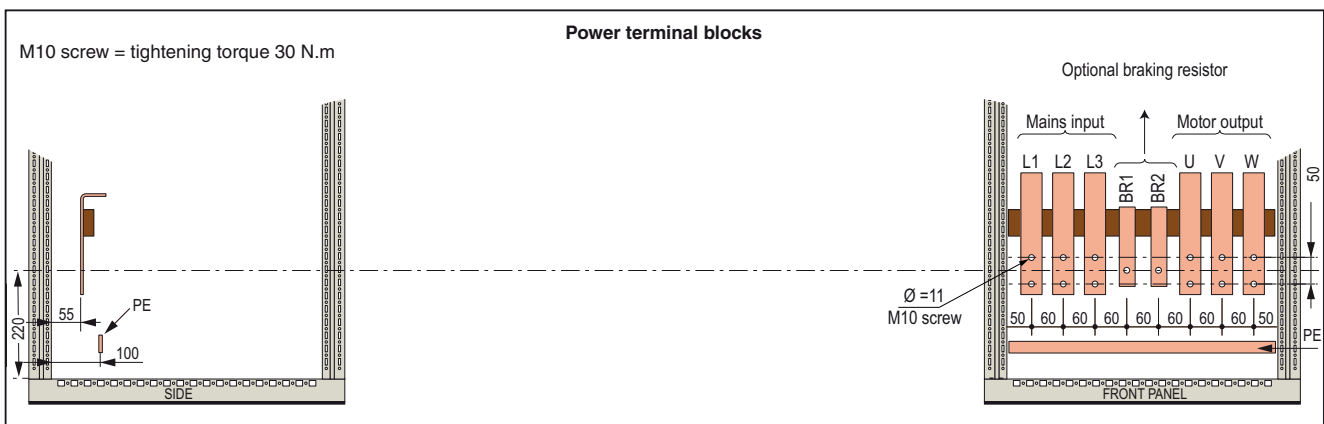 Power terminal blocks
M10 screw = tightening torque 30 N.m
Optional braking resistor
Mains input
Motor output
L1 L2 L3 BR1 BR2 U V W
50
220
55
PE
100
SIDE
Ø =11
M10 screw
50 60 60 60 60 60 60 60 50
PE
FRONT PANEL